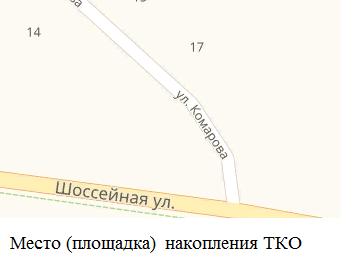 14
17
ул. Комарова
Шоссейная ул.
Место (площадка) накопления ТКО